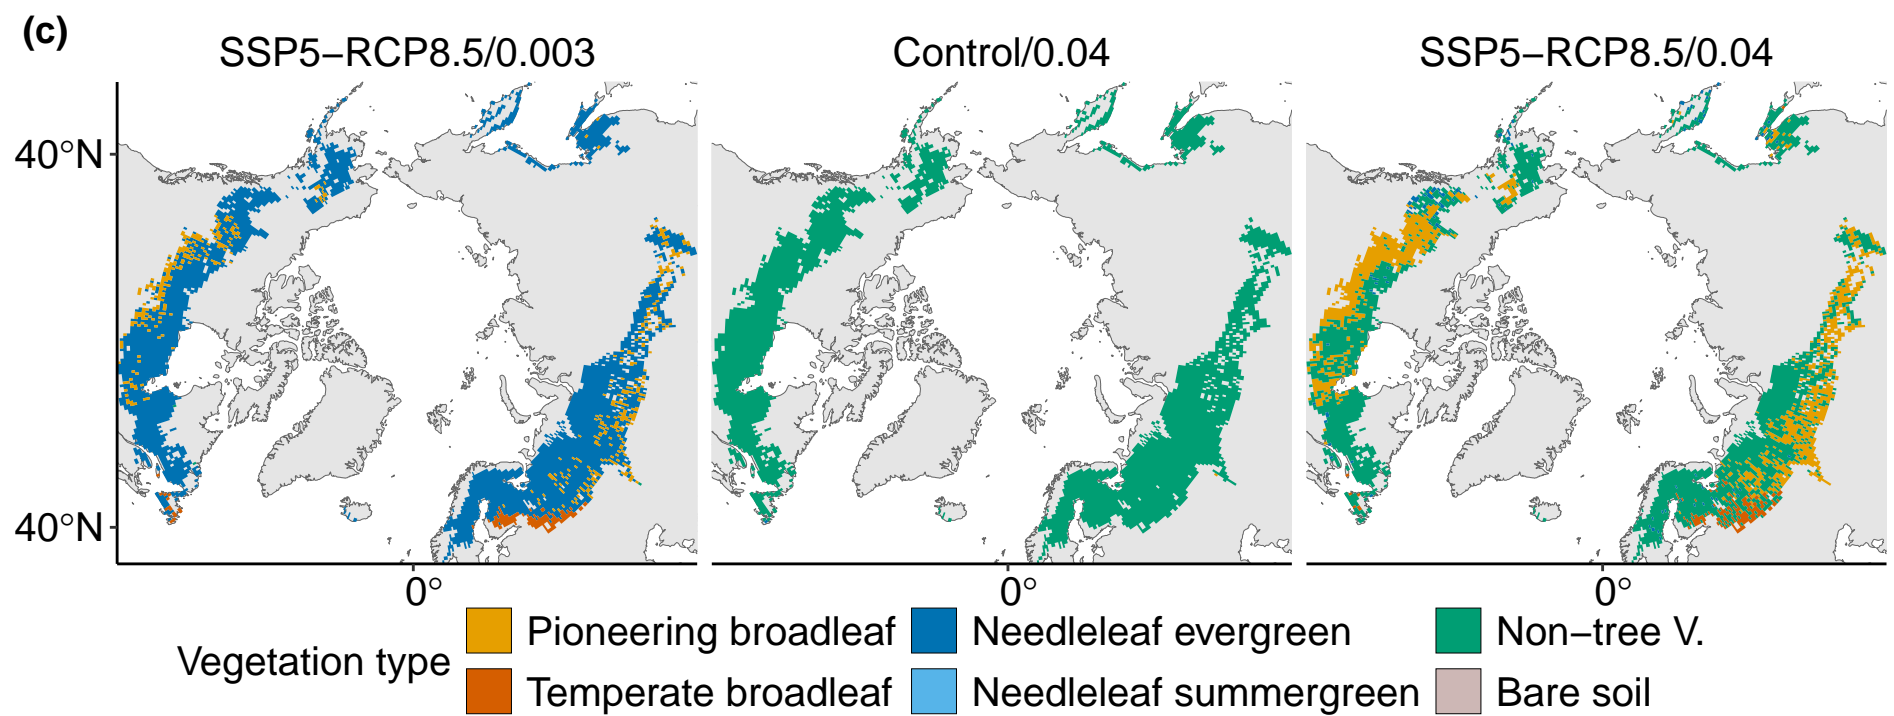 (c)
SSP5−RCP8.5/0.003 Control/0.04 SSP5−RCP8.5/0.04
40°N
40°N
0° 0° 0°
Vegetation type
Pioneering broadleaf Needleleaf evergreen Non−tree V.
Temperate broadleaf Needleleaf summergreen Bare soil